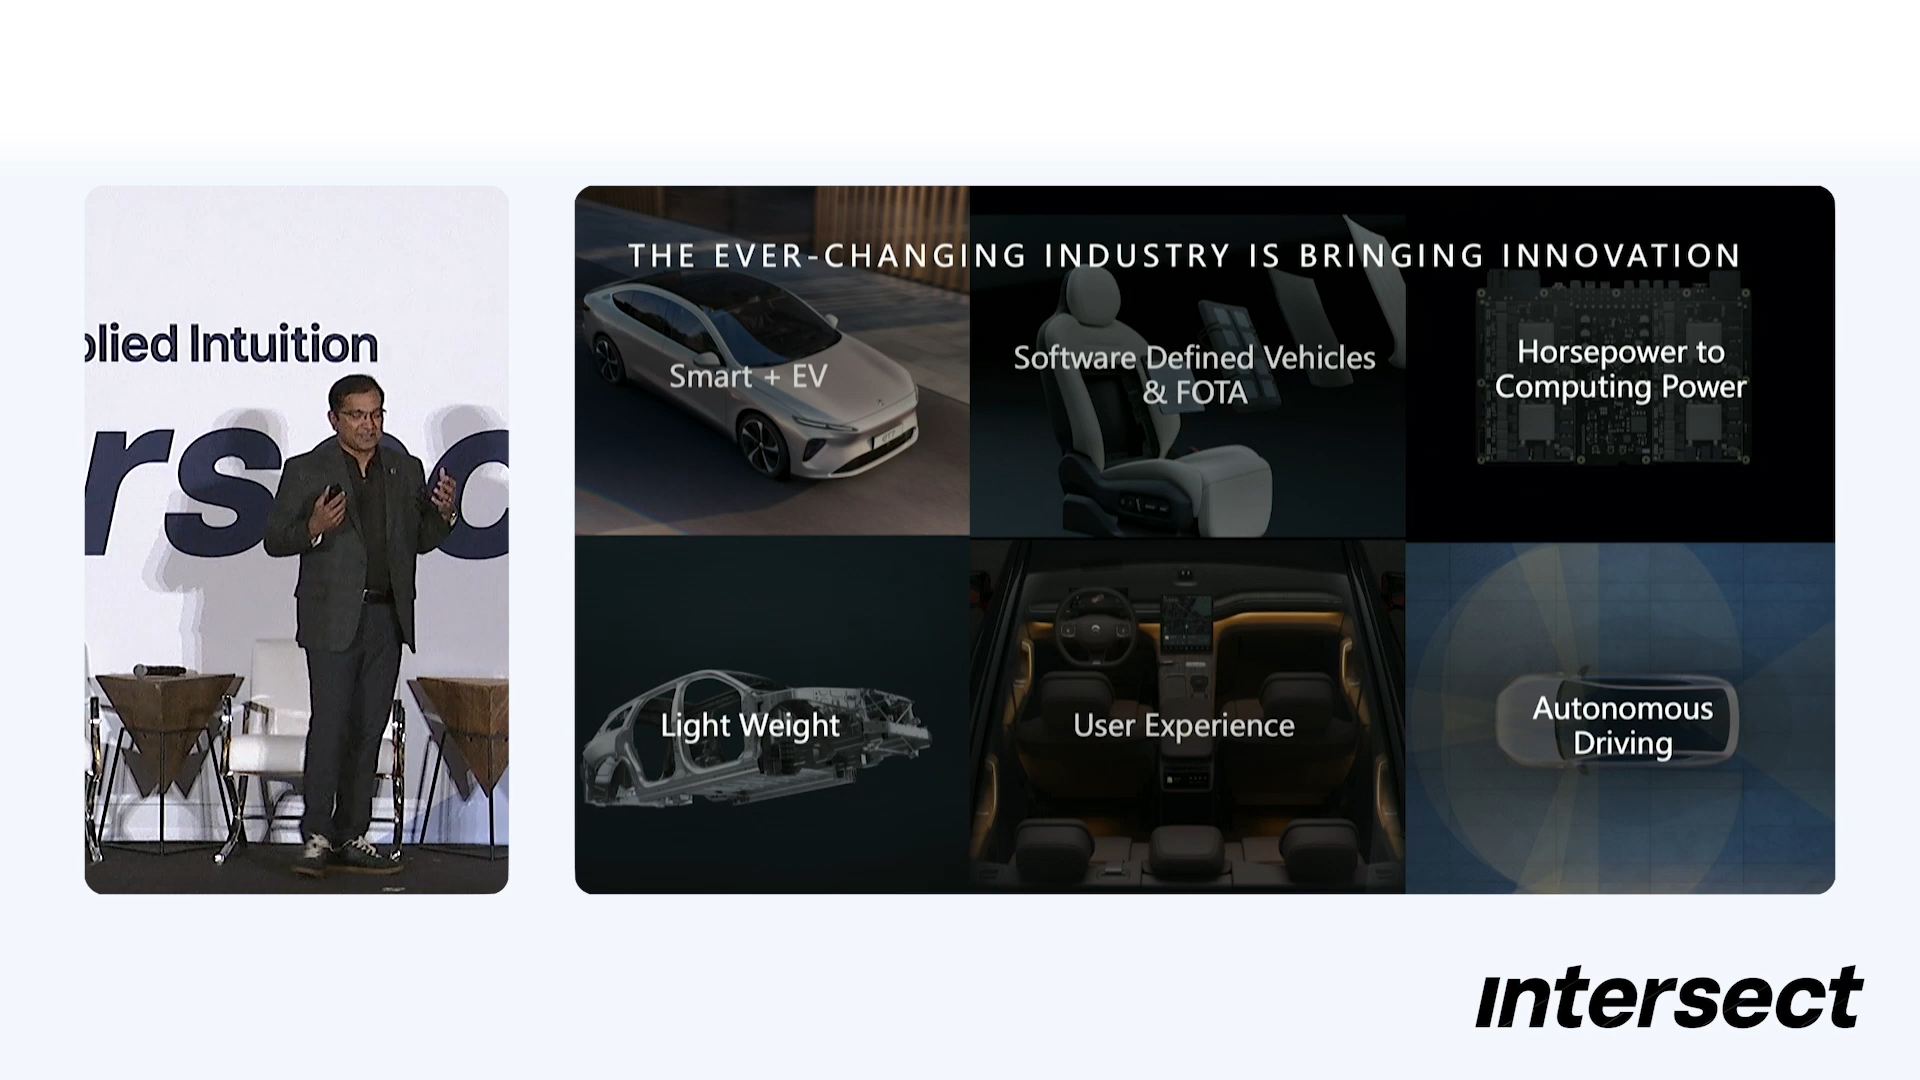 plied Intuition
rsec
THE EVER-CHANGING INDUSTRY IS BRINGING INNOVATION
Smart + EV
Software Defined Vehicles
& FOTA
Horsepower to
Computing Power
Light Weight
User Experience
Autonomous
Driving
intersect